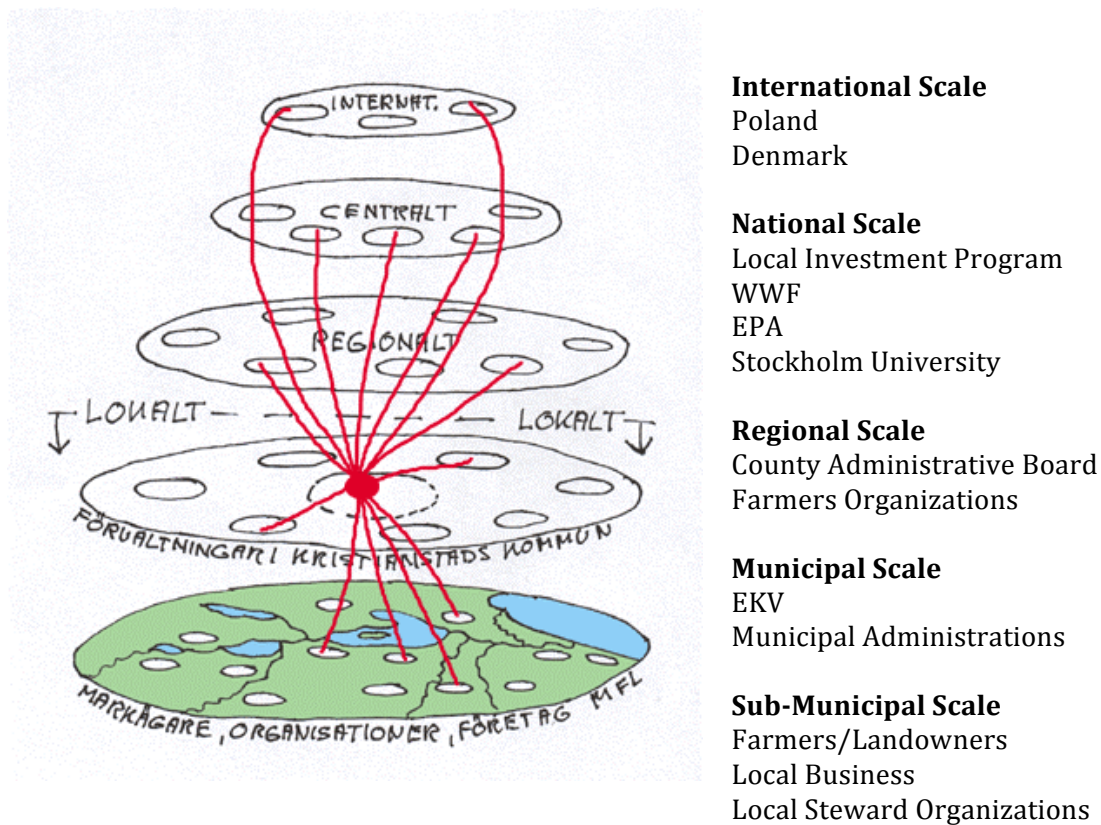 INTERNAT.
CENTRALT
REGIONALT
LOKALT
LOKALT
FÖRVALTNINGAR I KRISTIANSTADS KOMMUN
MARKÄGARE, ORGANISATIONER, FÖRETAG MFL
International Scale
Poland
Denmark
National Scale
Local Investment Program
WWF
EPA
Stockholm University
Regional Scale
County Administrative Board
Farmers Organizations
Municipal Scale
EKV
Municipal Administrations
Sub-Municipal Scale
Farmers/Landowners
Local Business
Local Steward Organizations